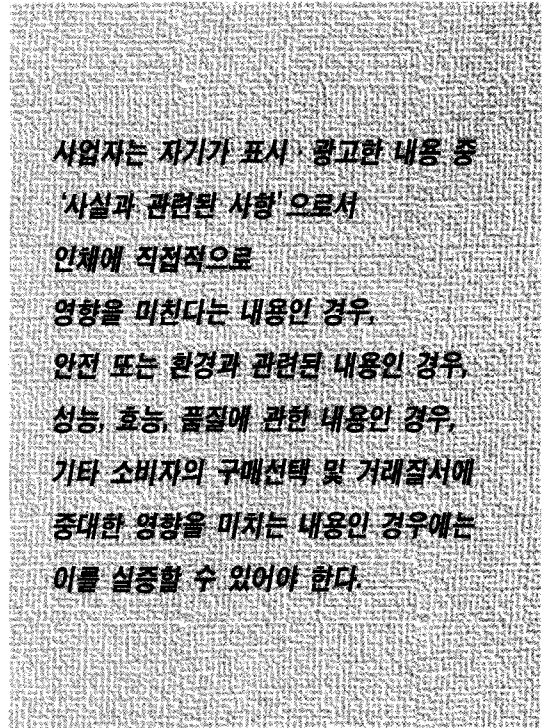 사업자는 자기가 표시·광고한 내용 중
‘사실과 관련된 사항’으로서
인체에 직접적으로
영향을 미친다는 내용인 경우,
안전 또는 환경과 관련된 내용인 경우,
성능, 효능, 품질에 관한 내용인 경우,
기타 소비자의 구매선택 및 거래질서에
중대한 영향을 미치는 내용인 경우에는
이를 실증할 수 있어야 한다.